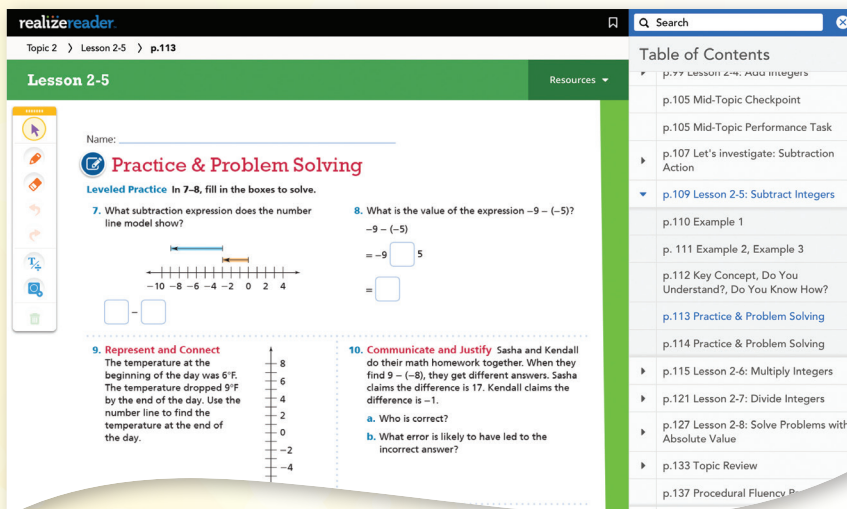 realizereader.
Search
Topic 2 > Lesson 2-5 > p.113
Lesson 2-5
Resources
Name:
Practice & Problem Solving
Leveled Practice In 7–8, fill in the boxes to solve.
7. What subtraction expression does the number
line model show?
−10 −8 −6 −4 −2 0 2 4
−
8. What is the value of the expression −9 − (−5)?
−9 − (−5)
= −9 5
=
9. Represent and Connect
The temperature at the
beginning of the day was 6°F.
The temperature dropped 9°F
by the end of the day. Use the
number line to find the
temperature at the end of
the day.
8
6
4
2
0
−2
−4
10. Communicate and Justify Sasha and Kendall
do their math homework together. When they
find 9 − (−8), they get different answers. Sasha
claims the difference is 17. Kendall claims the
difference is −1.
a. Who is correct?
b. What error is likely to have led to the
incorrect answer?
Table of Contents
p.99 Lesson 2-4: Add Integers
p.105 Mid-Topic Checkpoint
p.105 Mid-Topic Performance Task
p.107 Let's investigate: Subtraction
Action
p.109 Lesson 2-5: Subtract Integers
p.110 Example 1
p. 111 Example 2, Example 3
p.112 Key Concept, Do You
Understand?, Do You Know How?
p.113 Practice & Problem Solving
p.114 Practice & Problem Solving
p.115 Lesson 2-6: Multiply Integers
p.121 Lesson 2-7: Divide Integers
p.127 Lesson 2-8: Solve Problems with
Absolute Value
p.133 Topic Review
p.137 Procedural Fluency